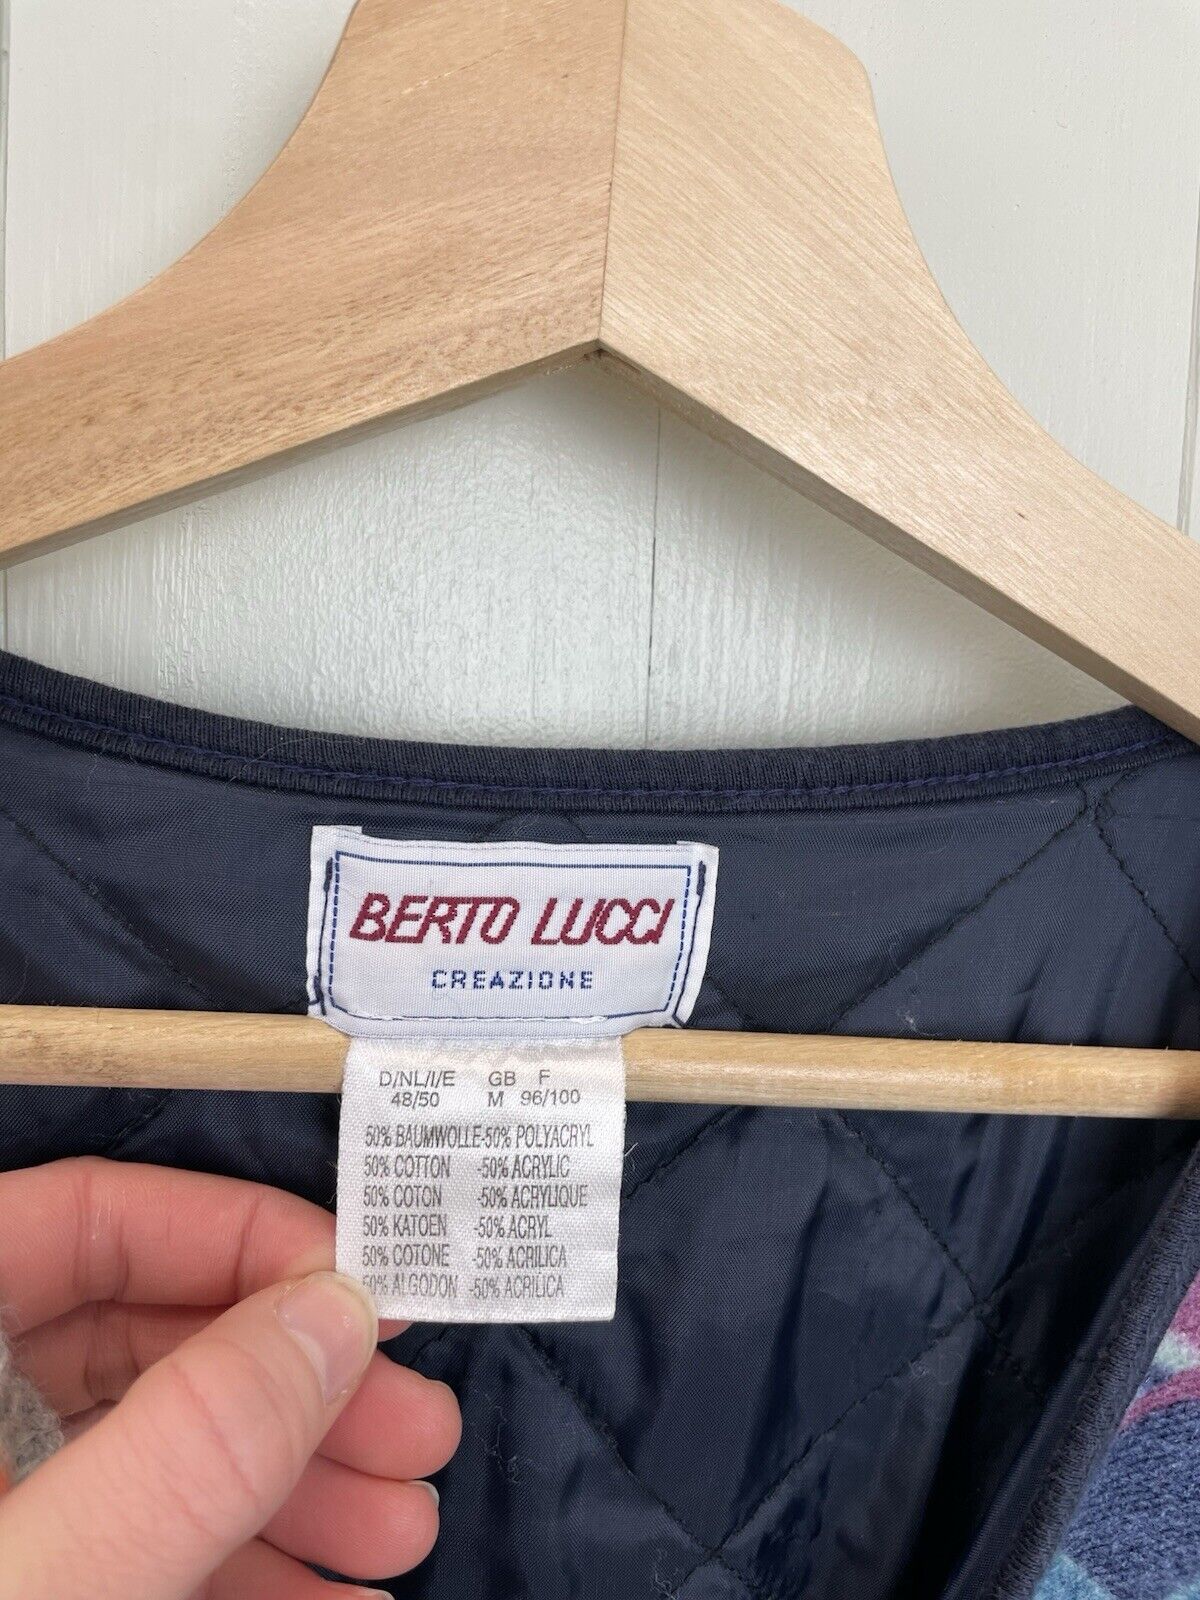 BERTO LUCCI
CREAZIONE
D/NL/I/E GB F
48/50 M 96/100
50% BAUMWOLLE-50% POLYACRYL
50% COTTON -50% ACRYLIC
50% COTON -50% ACRYLIQUE
50% KATOEN -50% ACRYL
50% COTONE -50% ACRILICA
50% ALGODON -50% ACRILICA